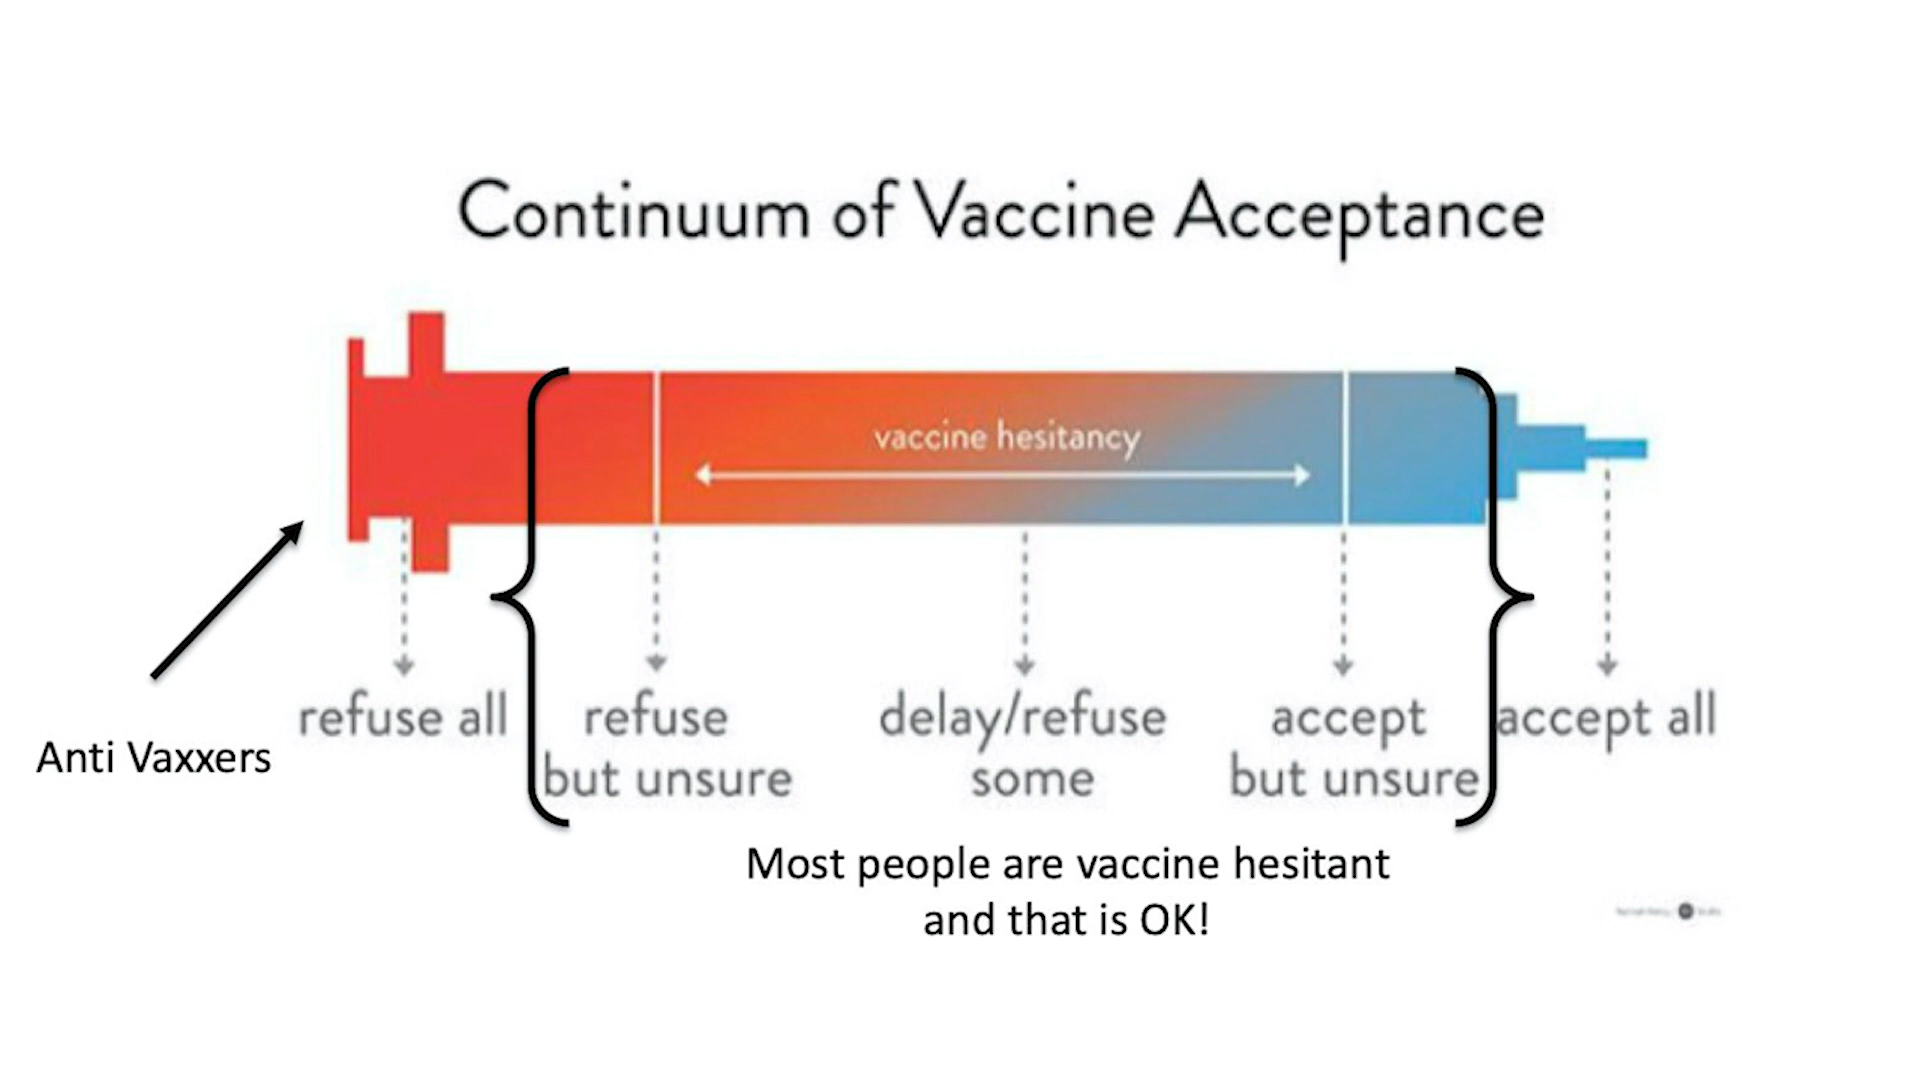 Continuum of Vaccine Acceptance
vaccine hesitancy
refuse all
refuse
but unsure
delay/refuse
some
accept
but unsure
accept all
Anti Vaxxers
Most people are vaccine hesitant
and that is OK!